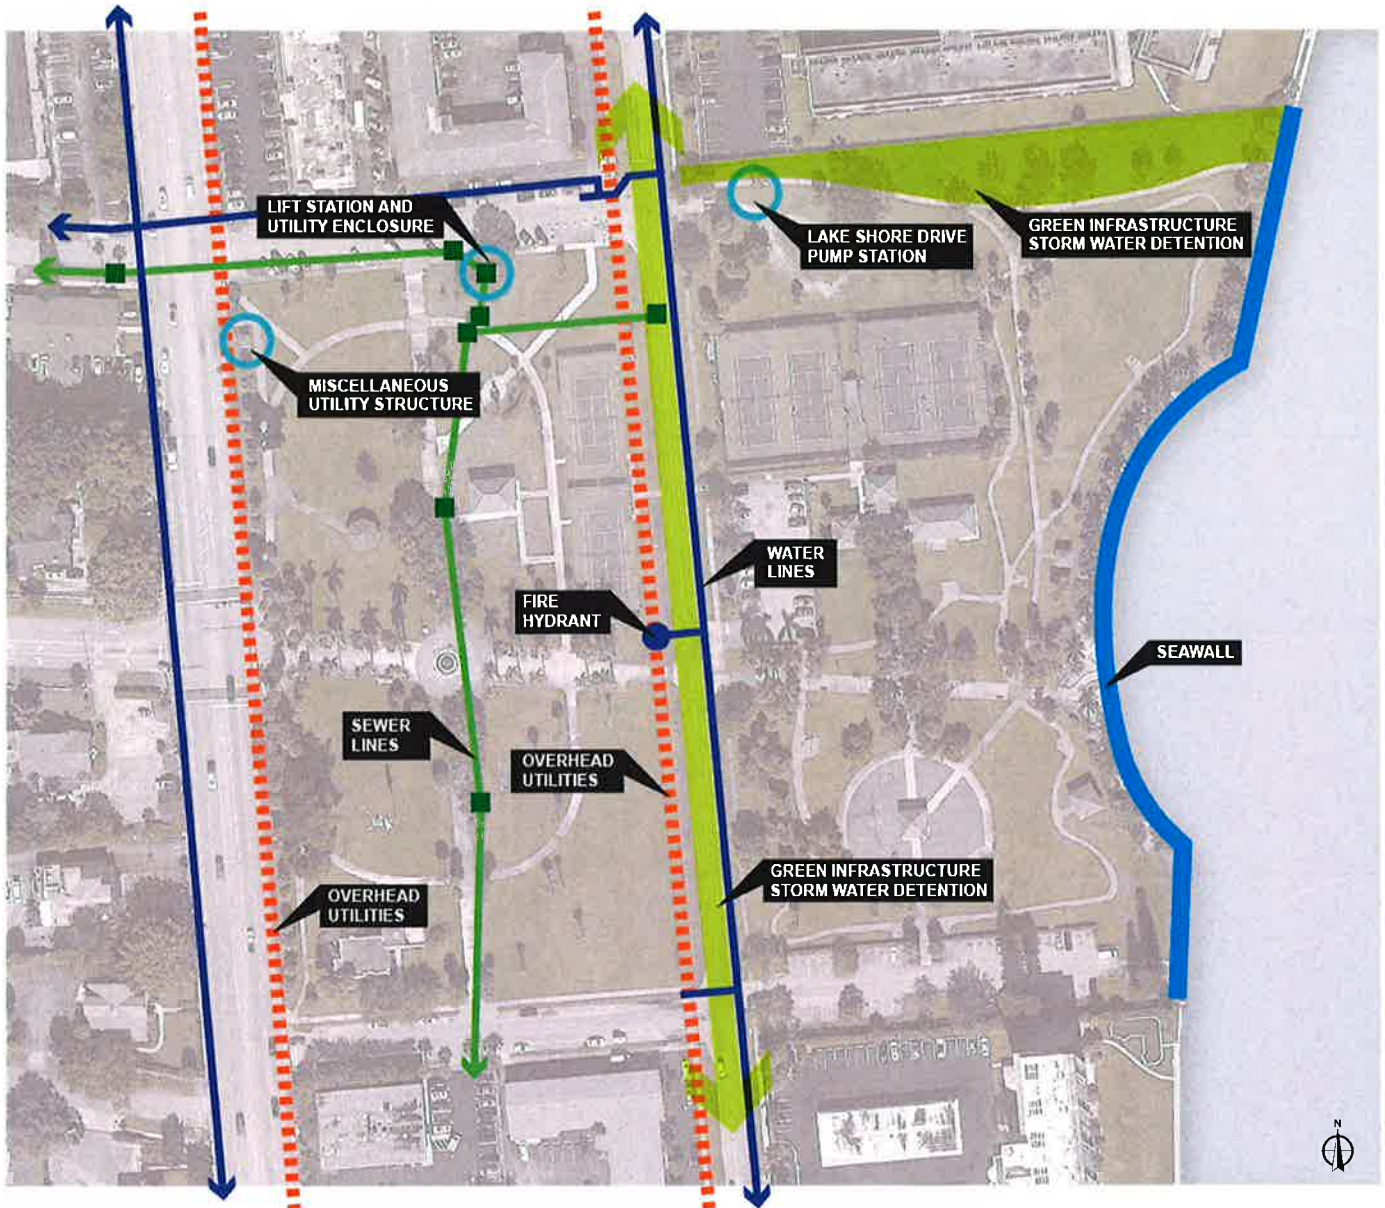 LIFT STATION AND
UTILITY ENCLOSURE
LAKE SHORE DRIVE
PUMP STATION
GREEN INFRASTRUCTURE
STORM WATER DETENTION
MISCELLANEOUS
UTILITY STRUCTURE
WATER
LINES
FIRE
HYDRANT
SEAWALL
SEWER
LINES
OVERHEAD
UTILITIES
GREEN INFRASTRUCTURE
STORM WATER DETENTION
OVERHEAD
UTILITIES
N